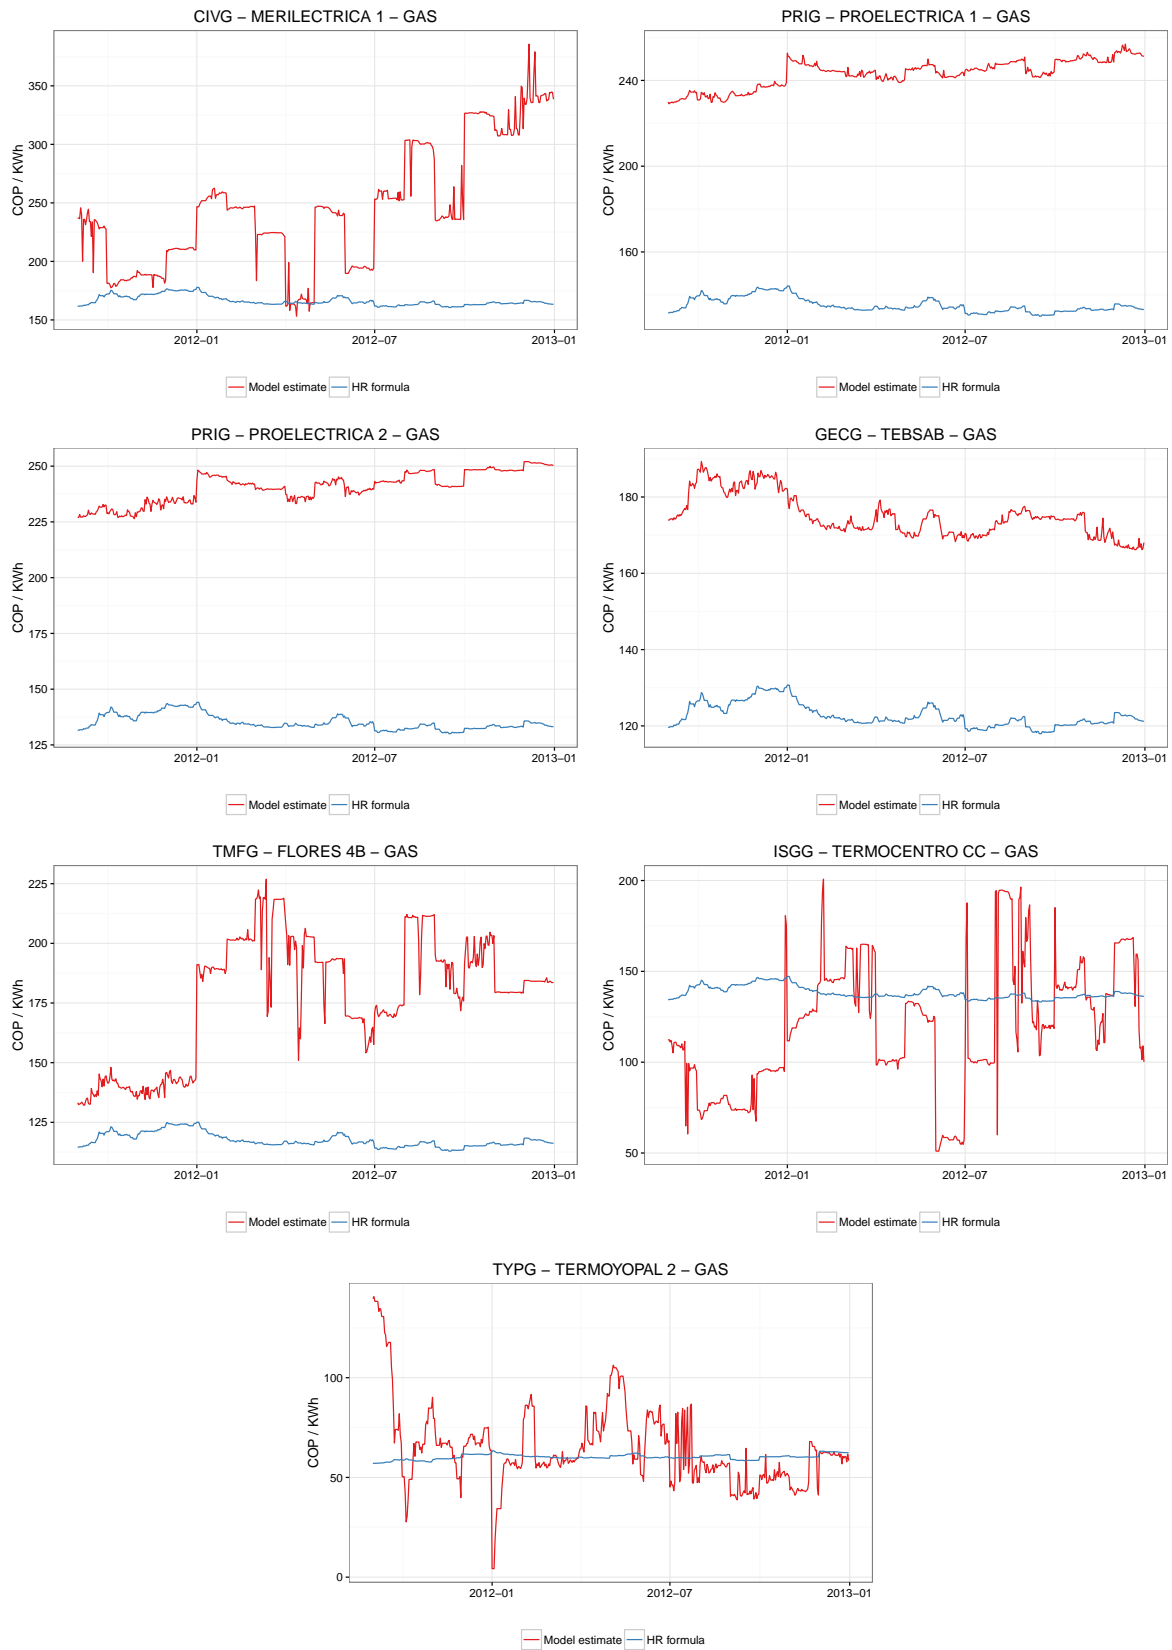 CIVG – MERILECTRICA 1 – GAS
COP / KWh
350
300
250
200
150
2012–01
2012–07
2013–01
Model estimate
HR formula
PRIG – PROELECTRICA 1 – GAS
COP / KWh
240
200
160
2012–01
2012–07
2013–01
Model estimate
HR formula
PRIG – PROELECTRICA 2 – GAS
COP / KWh
250
225
200
175
150
125
2012–01
2012–07
2013–01
Model estimate
HR formula
GECG – TEBSAB – GAS
COP / KWh
180
160
140
120
2012–01
2012–07
2013–01
Model estimate
HR formula
TMFG – FLORES 4B – GAS
COP / KWh
225
200
175
150
125
2012–01
2012–07
2013–01
Model estimate
HR formula
ISGG – TERMOCENTRO CC – GAS
COP / KWh
200
150
100
50
2012–01
2012–07
2013–01
Model estimate
HR formula
TYPG – TERMOYOPAL 2 – GAS
COP / KWh
100
50
0
2012–01
2012–07
2013–01
Model estimate
HR formula